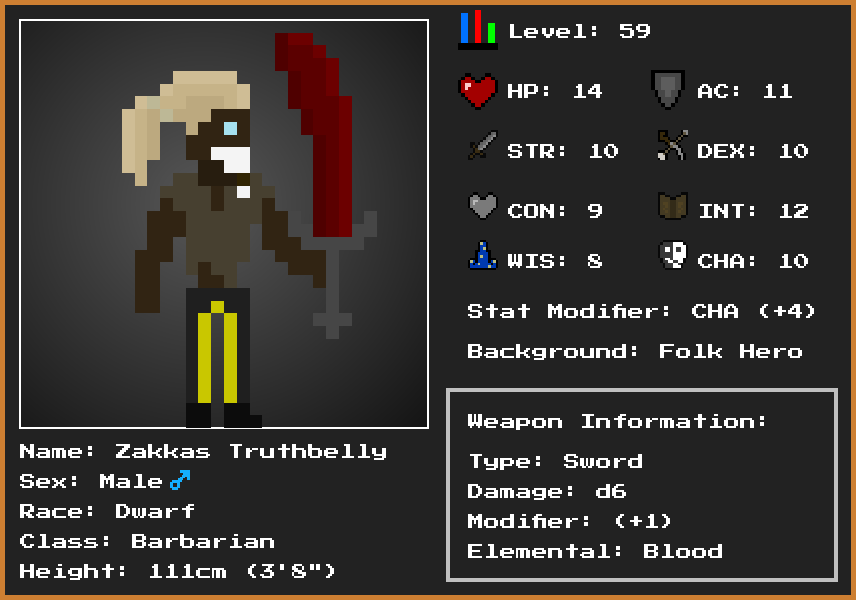 Level: 59
HP: 14 AC: 11
STR: 10 DEX: 10
CON: 9 INT: 12
WIS: 8 CHA: 10
Stat Modifier: CHA (+4)
Background: Folk Hero
Weapon Information:
Type: Sword
Damage: d6
Modifier: (+1)
Elemental: Blood
Name: Zakkas Truthbelly
Sex: Male♂
Race: Dwarf
Class: Barbarian
Height: 111cm (3'8")